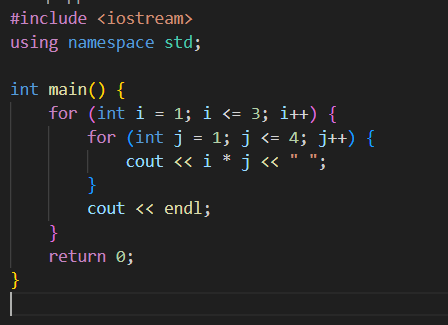 #include <iostream>
using namespace std;
int main() {
    for (int i = 1; i <= 3; i++) {
        for (int j = 1; j <= 4; j++) {
            cout << i * j << " ";
        }
        cout << endl;
    }
    return 0;
}